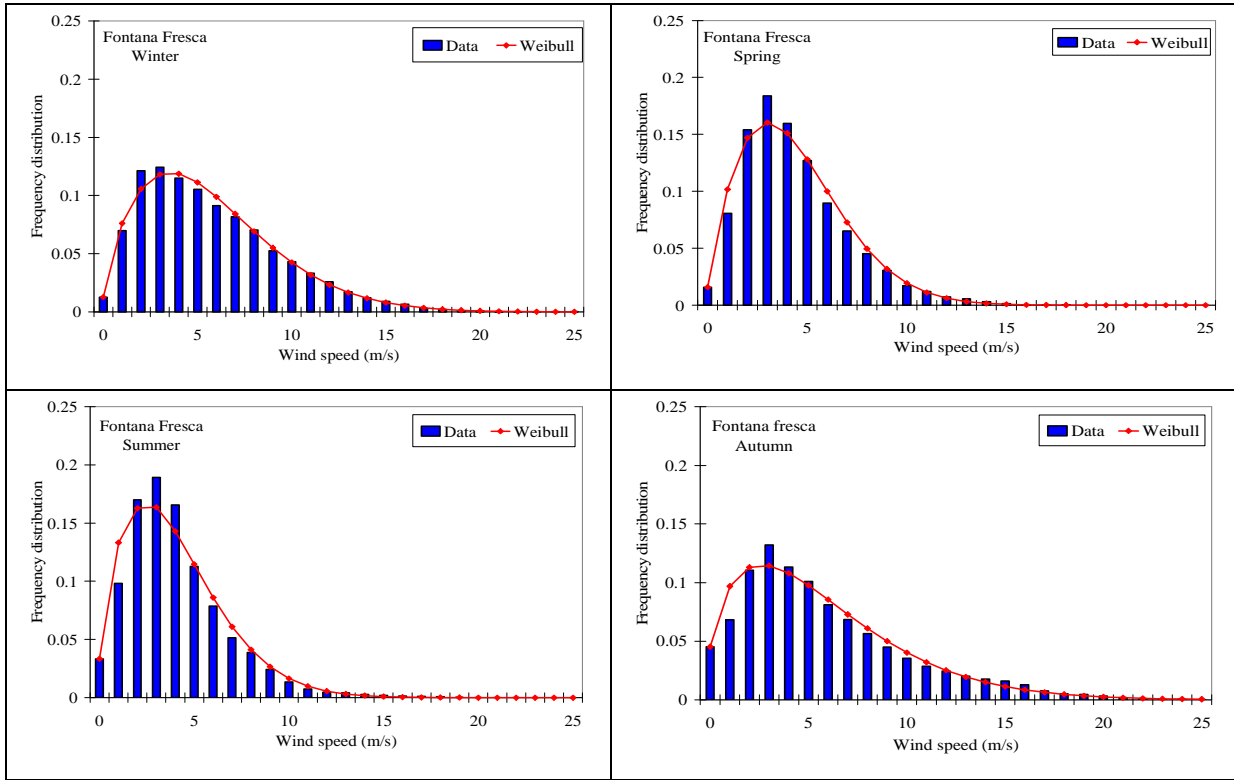 Fontana Fresca
Winter
Data
Weibull
Frequency distribution
0.25
0.2
0.15
0.1
0.05
0
0 5 10 15 20 25
Wind speed (m/s)
Fontana Fresca
Spring
Data
Weibull
Frequency distribution
0.25
0.2
0.15
0.1
0.05
0
0 5 10 15 20 25
Wind speed (m/s)
Fontana Fresca
Summer
Data
Weibull
Frequency distribution
0.25
0.2
0.15
0.1
0.05
0
0 5 10 15 20 25
Wind speed (m/s)
Fontana fresca
Autumn
Data
Weibull
Frequency distribution
0.25
0.2
0.15
0.1
0.05
0
0 5 10 15 20 25
Wind speed (m/s)